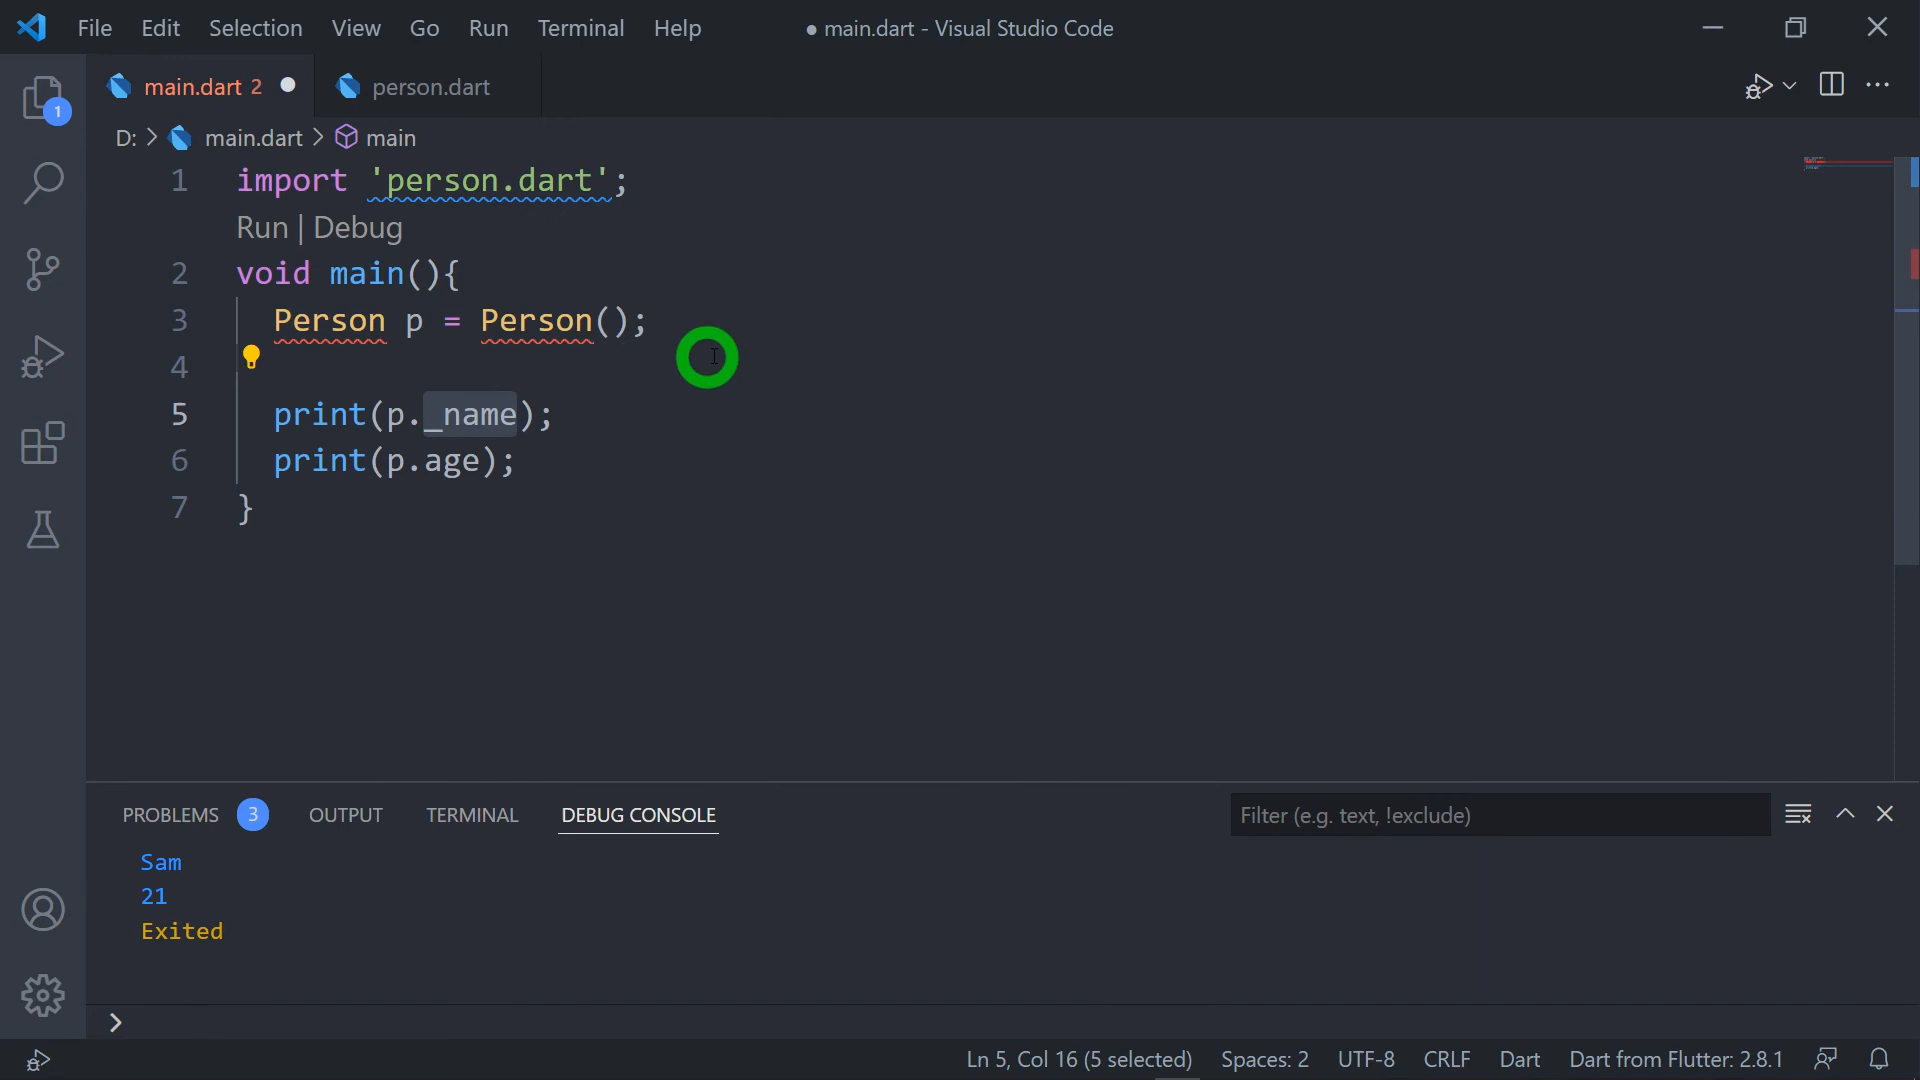 File Edit Selection View Go Run Terminal Help ● main.dart - Visual Studio Code
main.dart 2 ● person.dart
1
D: > main.dart > main
1 import 'person.dart';
Run | Debug
2 void main(){
3 Person p = Person();
4
5 print(p._name);
6 print(p.age);
7 }
PROBLEMS 3 OUTPUT TERMINAL DEBUG CONSOLE Filter (e.g. text, !exclude)
Sam
21
Exited
Ln 5, Col 16 (5 selected) Spaces: 2 UTF-8 CRLF Dart Dart from Flutter: 2.8.1